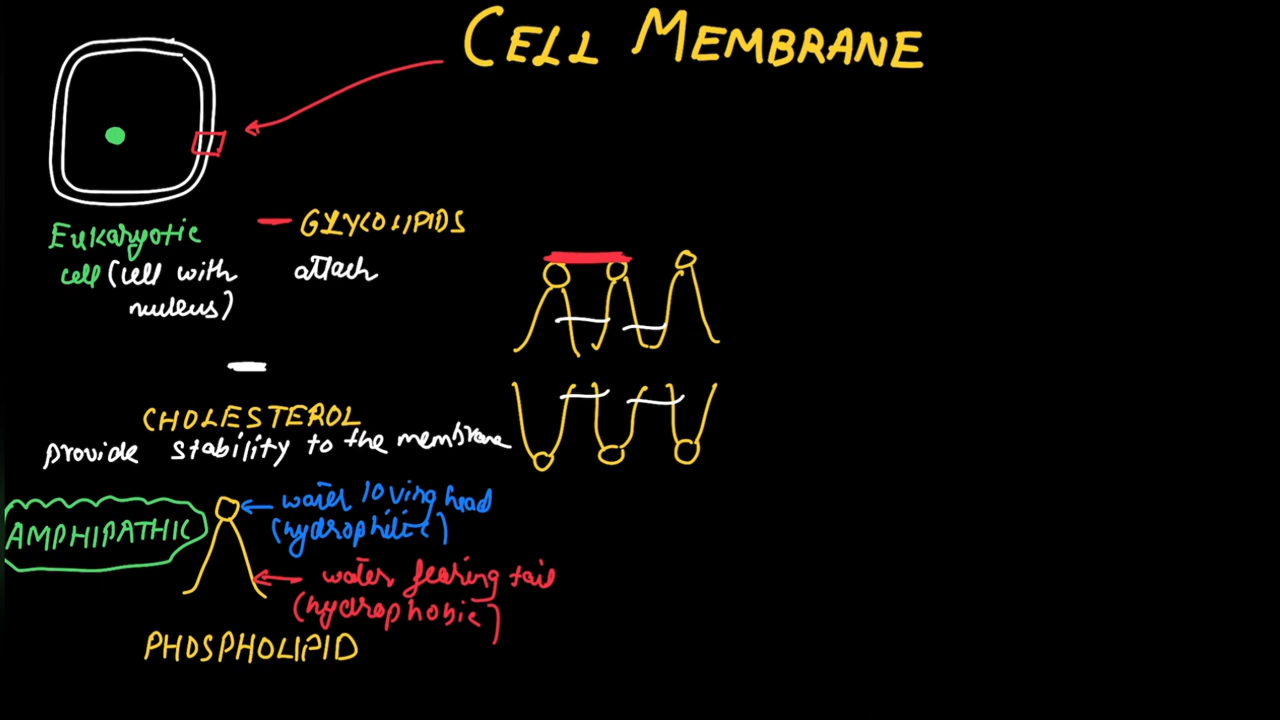 CELL MEMBRANE
Eukaryotic
cell (cell with
nucleus)
GLYCOLIPIDS
attach
CHOLESTEROL
provide stability to the membrane
AMPHIPATHIC
water loving head
(hydrophilic)
water fearing tail
(hydrophobic)
PHOSPHOLIPID